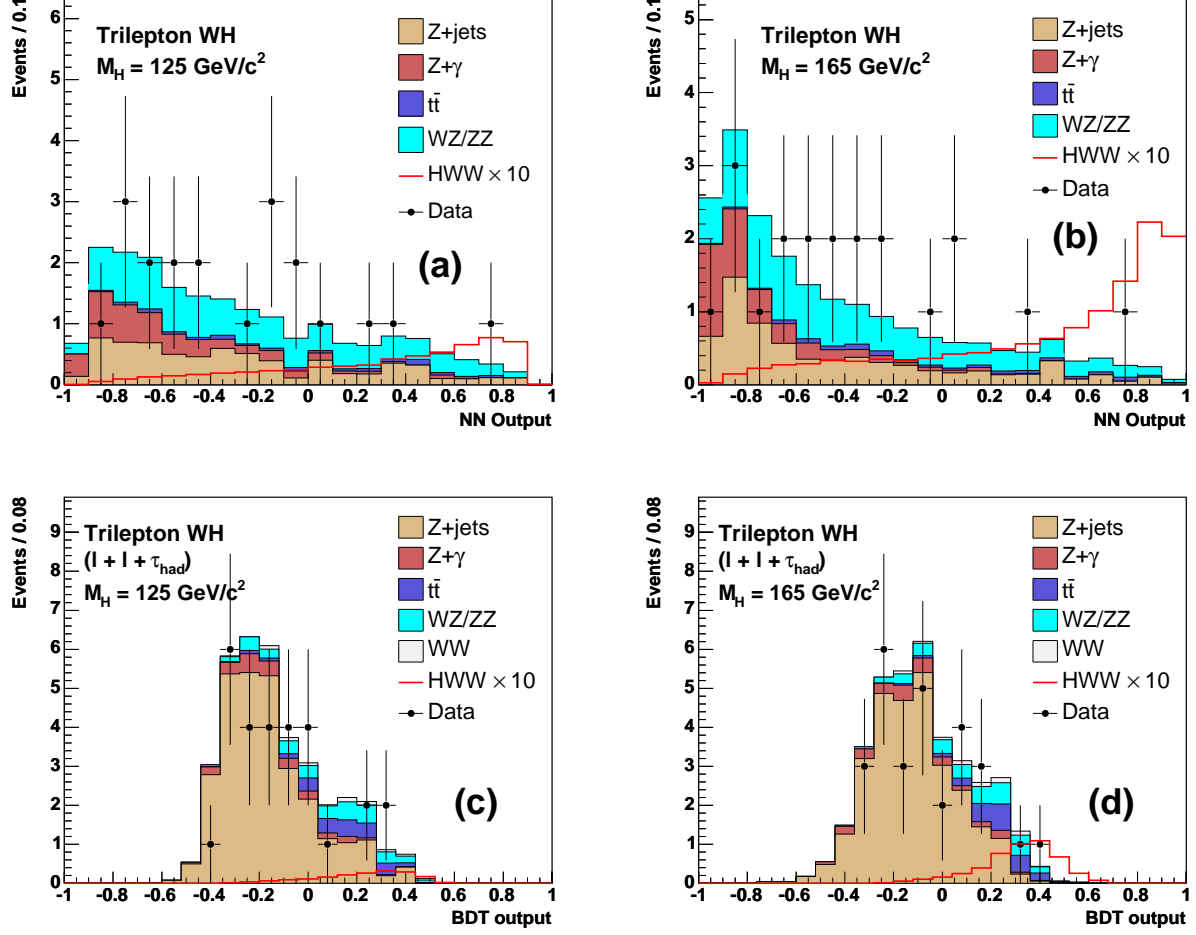 Events / 0.1
6
5
4
3
2
1
0
Trilepton WH
M_H = 125 GeV/c²
Z+jets
Z+γ
tt̄
WZ/ZZ
HWW × 10
Data
(a)
-1 -0.8 -0.6 -0.4 -0.2 0 0.2 0.4 0.6 0.8 1
NN Output
Events / 0.1
5
4
3
2
1
0
Trilepton WH
M_H = 165 GeV/c²
Z+jets
Z+γ
tt̄
WZ/ZZ
HWW × 10
Data
(b)
-1 -0.8 -0.6 -0.4 -0.2 0 0.2 0.4 0.6 0.8 1
NN Output
Events / 0.08
9
8
7
6
5
4
3
2
1
0
Trilepton WH
(l + l + τ_had)
M_H = 125 GeV/c²
Z+jets
Z+γ
tt̄
WZ/ZZ
WW
HWW × 10
Data
(c)
-1 -0.8 -0.6 -0.4 -0.2 0 0.2 0.4 0.6 0.8 1
BDT output
Events / 0.08
9
8
7
6
5
4
3
2
1
0
Trilepton WH
(l + l + τ_had)
M_H = 165 GeV/c²
Z+jets
Z+γ
tt̄
WZ/ZZ
WW
HWW × 10
Data
(d)
-1 -0.8 -0.6 -0.4 -0.2 0 0.2 0.4 0.6 0.8 1
BDT output